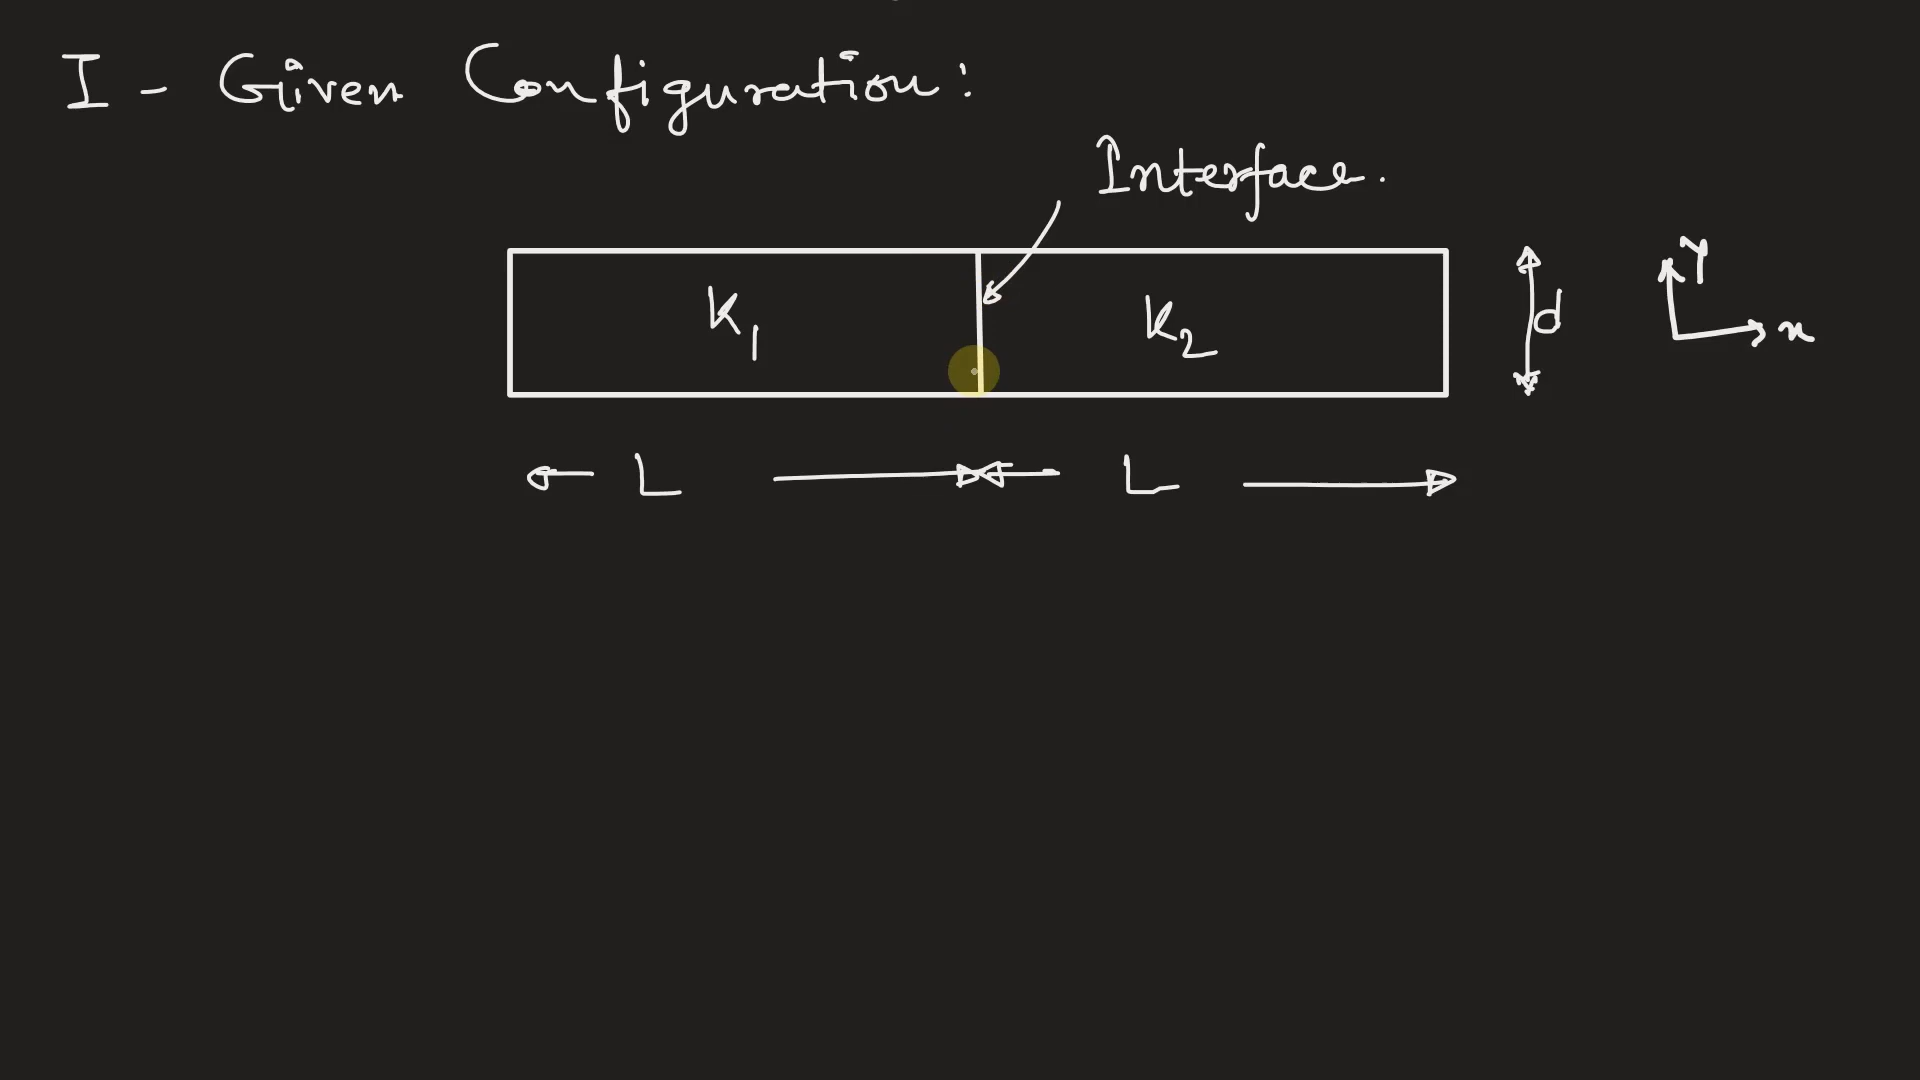 I - Given Configuration:
Interface.
K1 K2 d Y x
L L